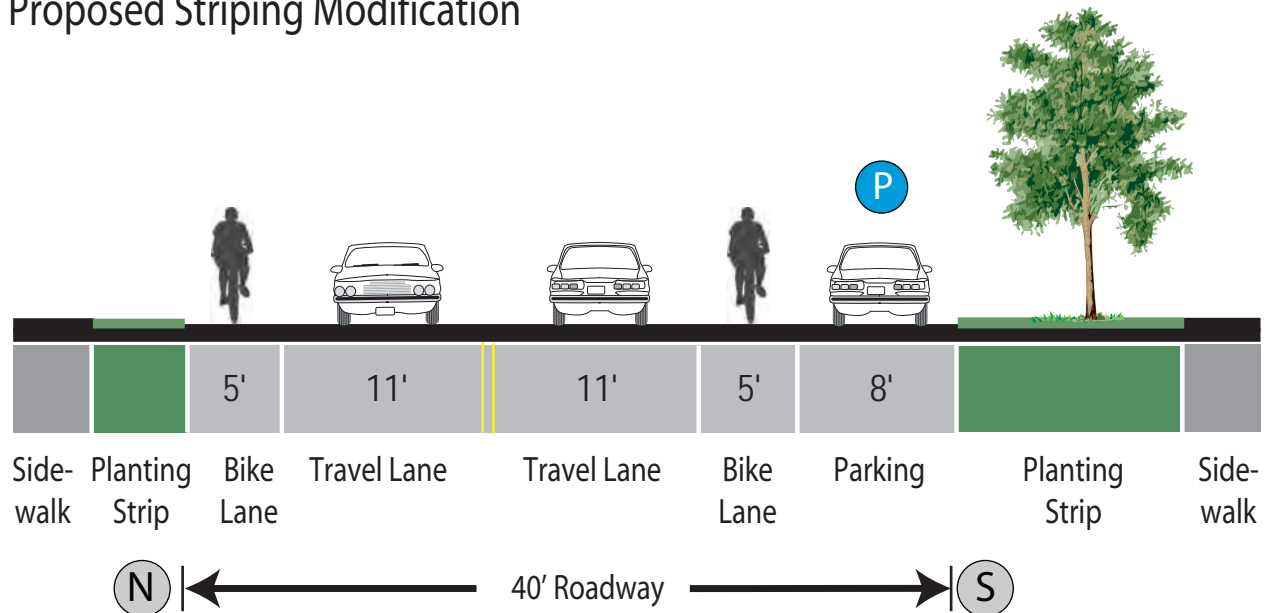 Proposed Striping Modification
P
5' 11' 11' 5' 8'
Side- Planting Bike Travel Lane Travel Lane Bike Parking Planting Side-
walk Strip Lane Lane Strip walk
N 40' Roadway S